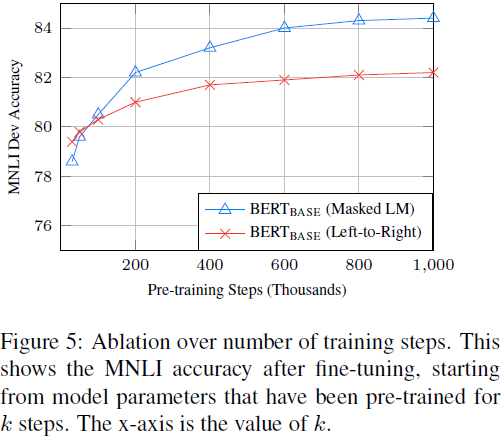 84
82
80
78
76
MNLI Dev Accuracy
BERTBASE (Masked LM)
BERTBASE (Left-to-Right)
200 400 600 800 1,000
Pre-training Steps (Thousands)
Figure 5: Ablation over number of training steps. This
shows the MNLI accuracy after fine-tuning, starting
from model parameters that have been pre-trained for
k steps. The x-axis is the value of k.